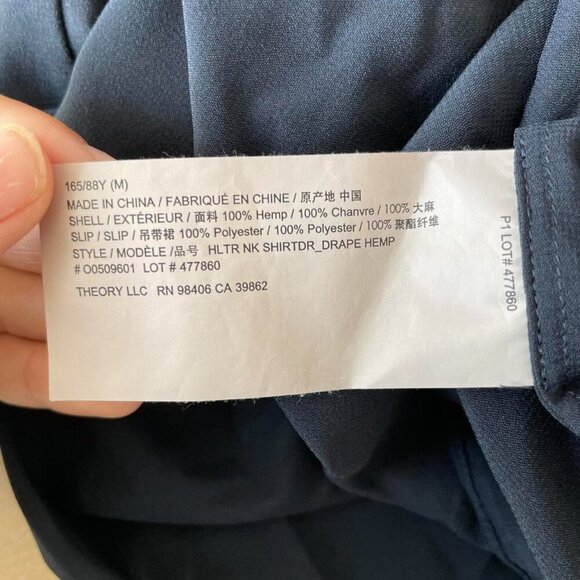 165/88Y (M)
MADE IN CHINA / FABRIQUÉ EN CHINE / 原产地 中国
SHELL / EXTÉRIEUR / 面料 100% Hemp / 100% Chanvre / 100% 大麻
SLIP / SLIP / 吊带裙 100% Polyester / 100% Polyester / 100% 聚酯纤维
STYLE / MODÈLE /品号 HLTR NK SHIRTDR_DRAPE HEMP
# O0509601 LOT # 477860
THEORY LLC RN 98406 CA 39862
P1 LOT# 477860